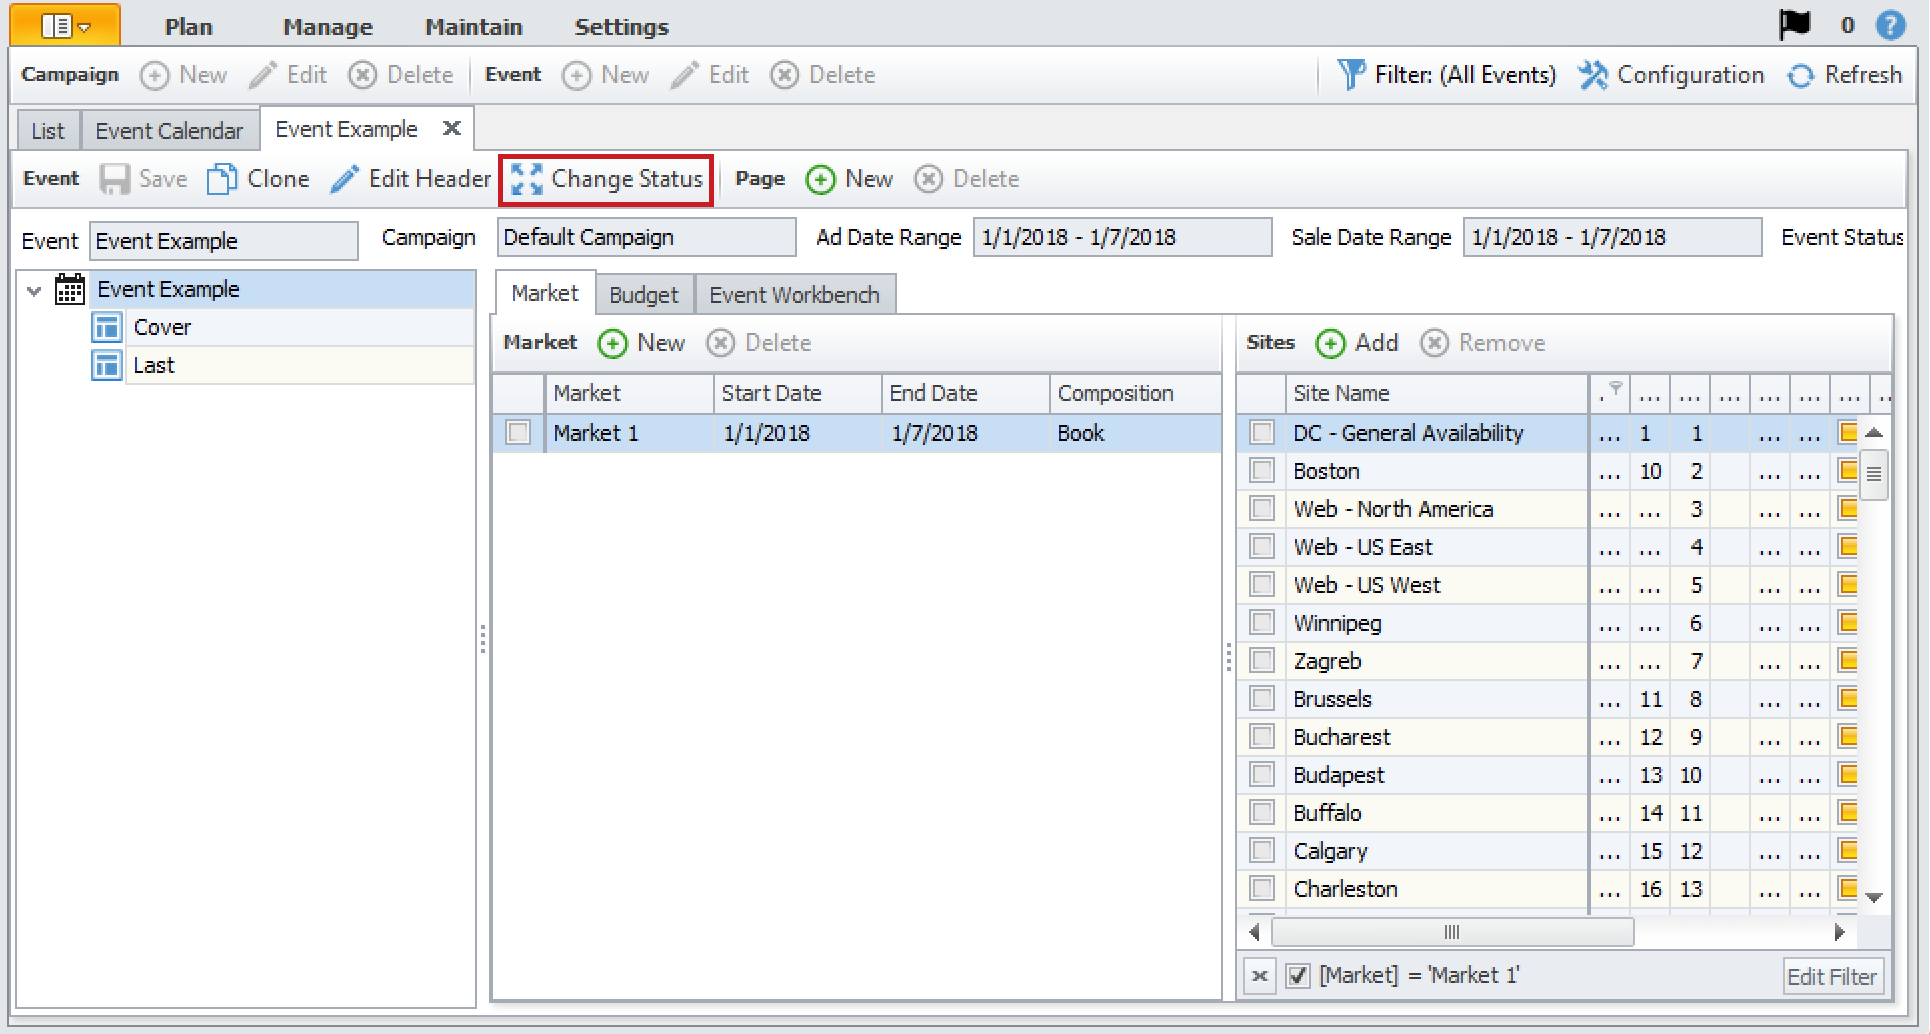 Plan Manage Maintain Settings 0 ?
Campaign New Edit Delete Event New Edit Delete Filter: (All Events) Configuration Refresh
List Event Calendar Event Example
Event Save Clone Edit Header Change Status Page New Delete
Event Event Example Campaign Default Campaign Ad Date Range 1/1/2018 - 1/7/2018 Sale Date Range 1/1/2018 - 1/7/2018 Event Status
Event Example
Cover
Last
Market Budget Event Workbench
Market New Delete
Market Start Date End Date Composition
Market 1 1/1/2018 1/7/2018 Book
Sites Add Remove
Site Name . ... ... ... ... ... ... ..
DC - General Availability ... 1 1 ... ...
Boston ... 10 2 ... ...
Web - North America ... ... 3 ... ...
Web - US East ... ... 4 ... ...
Web - US West ... ... 5 ... ...
Winnipeg ... ... 6 ... ...
Zagreb ... ... 7 ... ...
Brussels ... 11 8 ... ...
Bucharest ... 12 9 ... ...
Budapest ... 13 10 ... ...
Buffalo ... 14 11 ... ...
Calgary ... 15 12 ... ...
Charleston ... 16 13 ... ...
[Market] = 'Market 1' Edit Filter